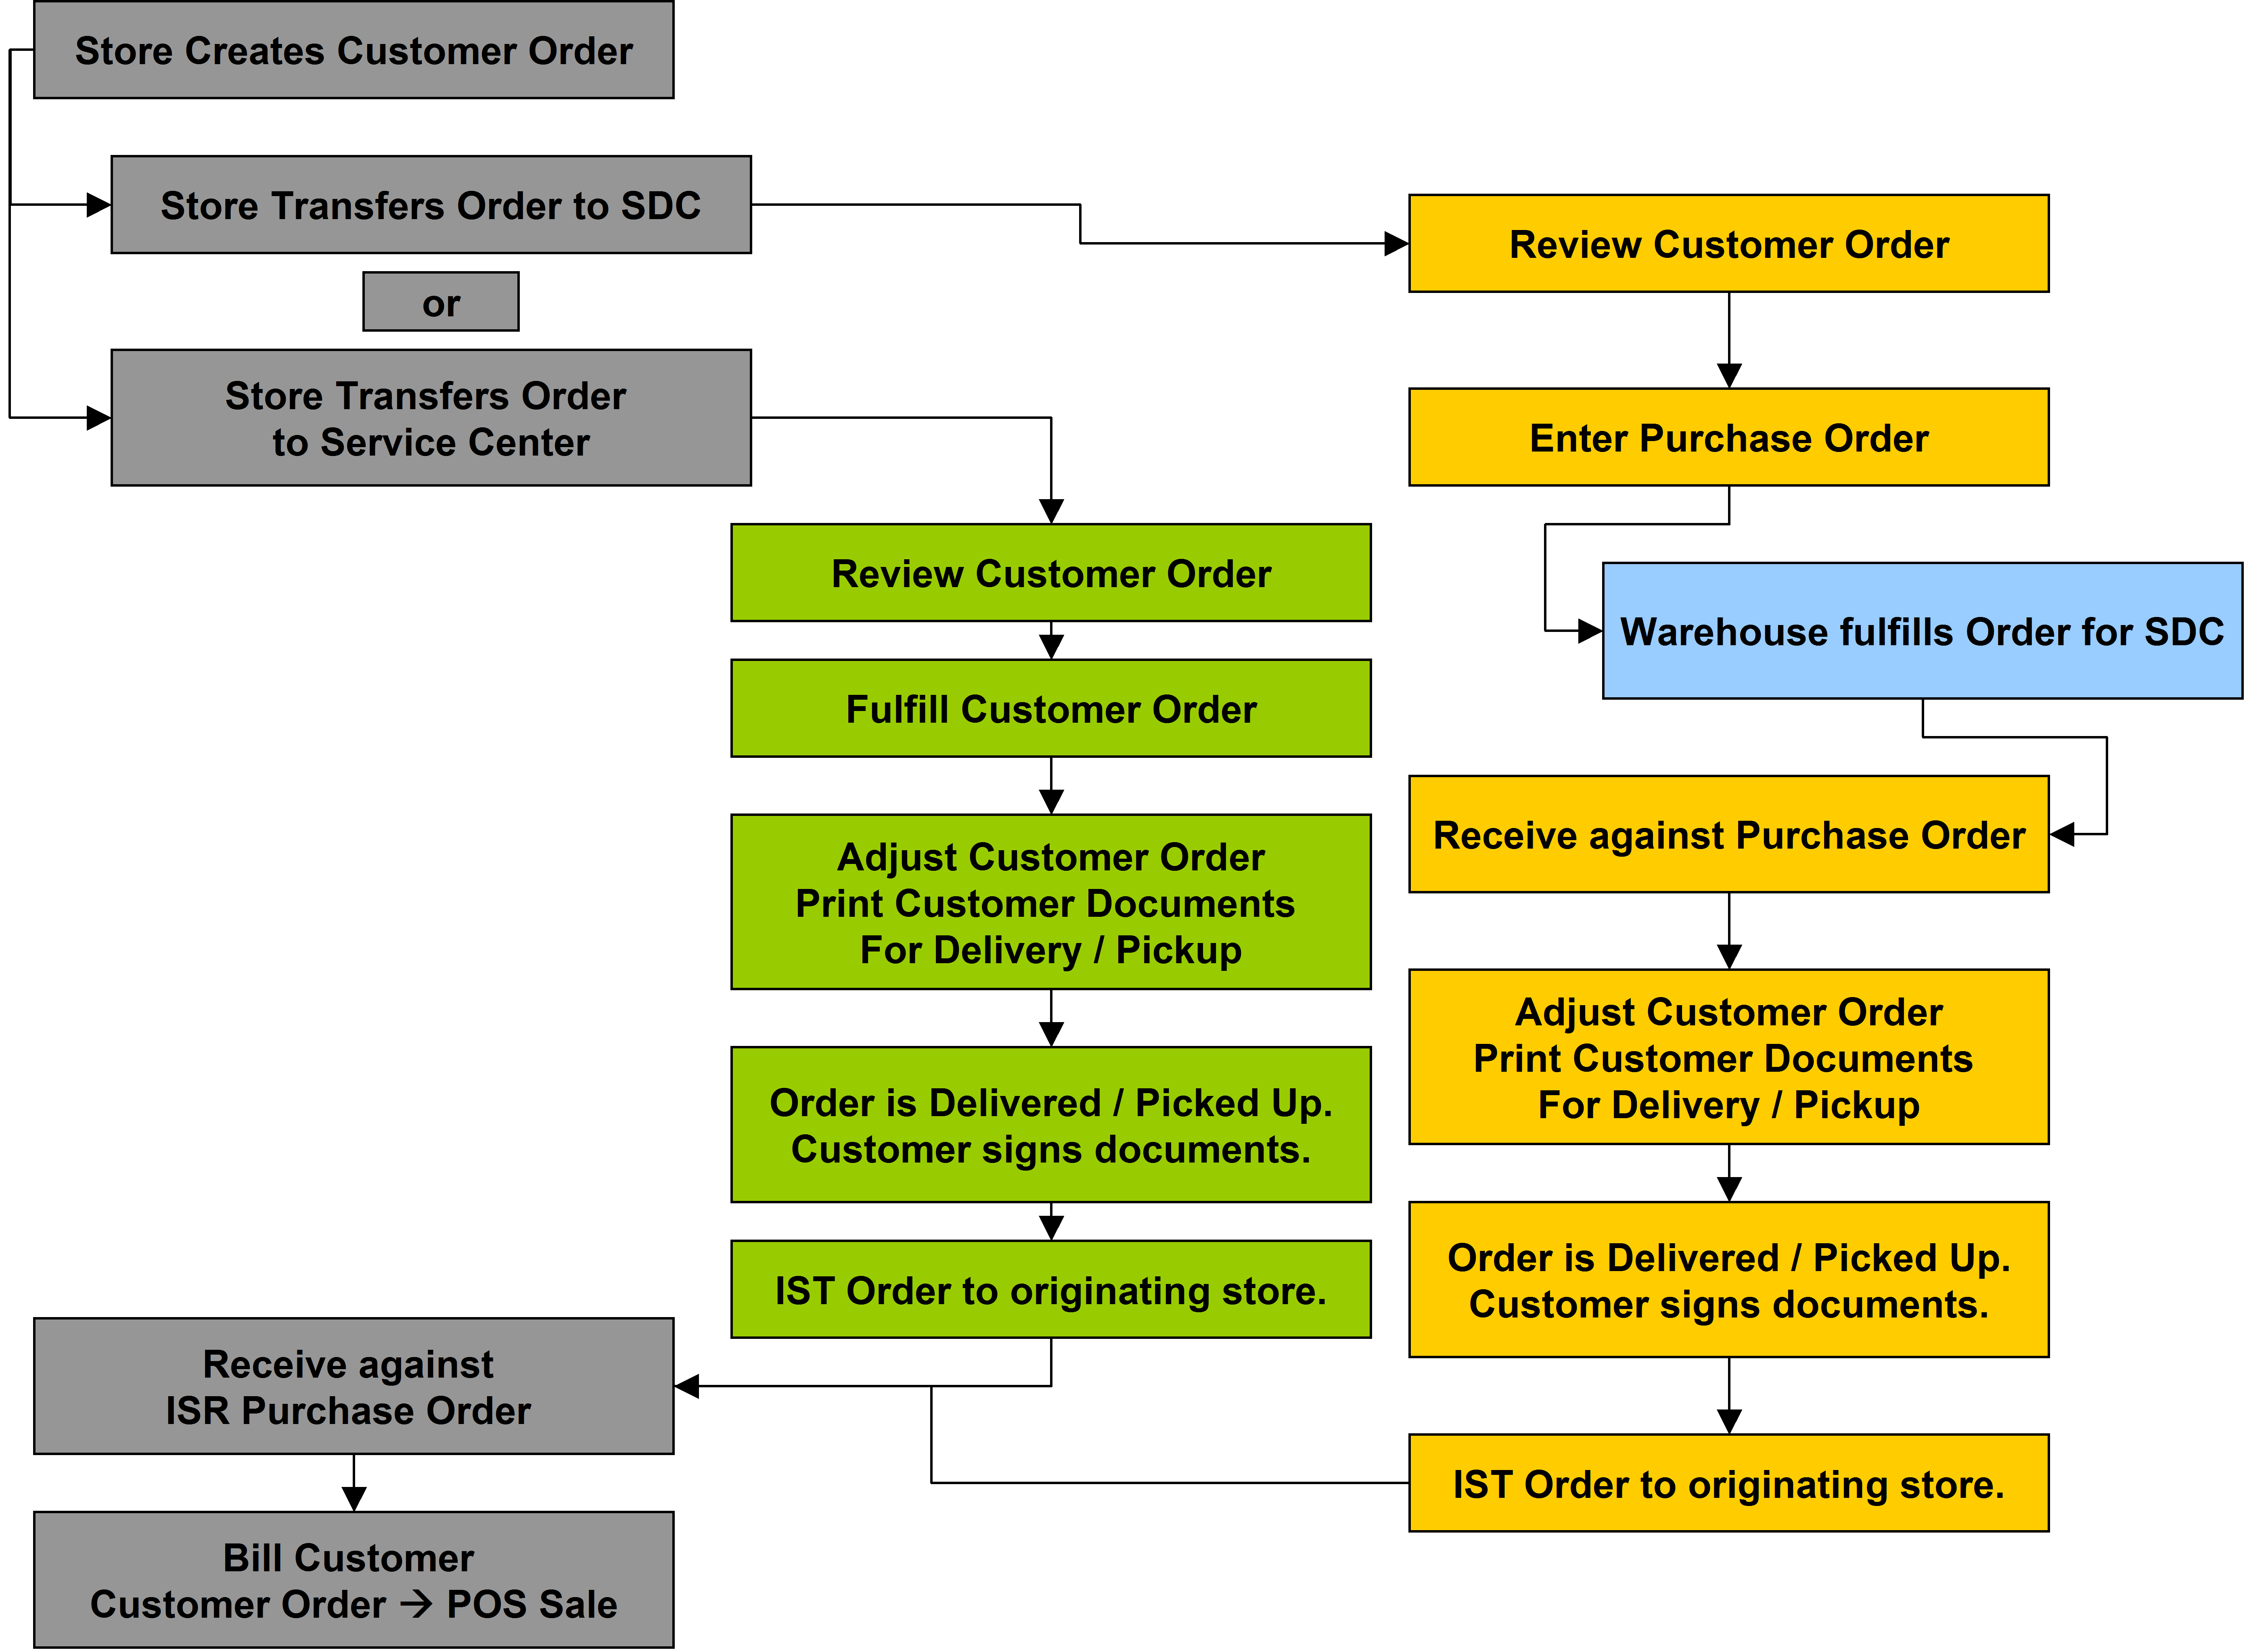 Store Creates Customer Order
Store Transfers Order to SDC
or
Store Transfers Order
to Service Center
Review Customer Order
Fulfill Customer Order
Adjust Customer Order
Print Customer Documents
For Delivery / Pickup
Order is Delivered / Picked Up.
Customer signs documents.
IST Order to originating store.
Review Customer Order
Enter Purchase Order
Warehouse fulfills Order for SDC
Receive against Purchase Order
Adjust Customer Order
Print Customer Documents
For Delivery / Pickup
Order is Delivered / Picked Up.
Customer signs documents.
IST Order to originating store.
Receive against
ISR Purchase Order
Bill Customer
Customer Order → POS Sale